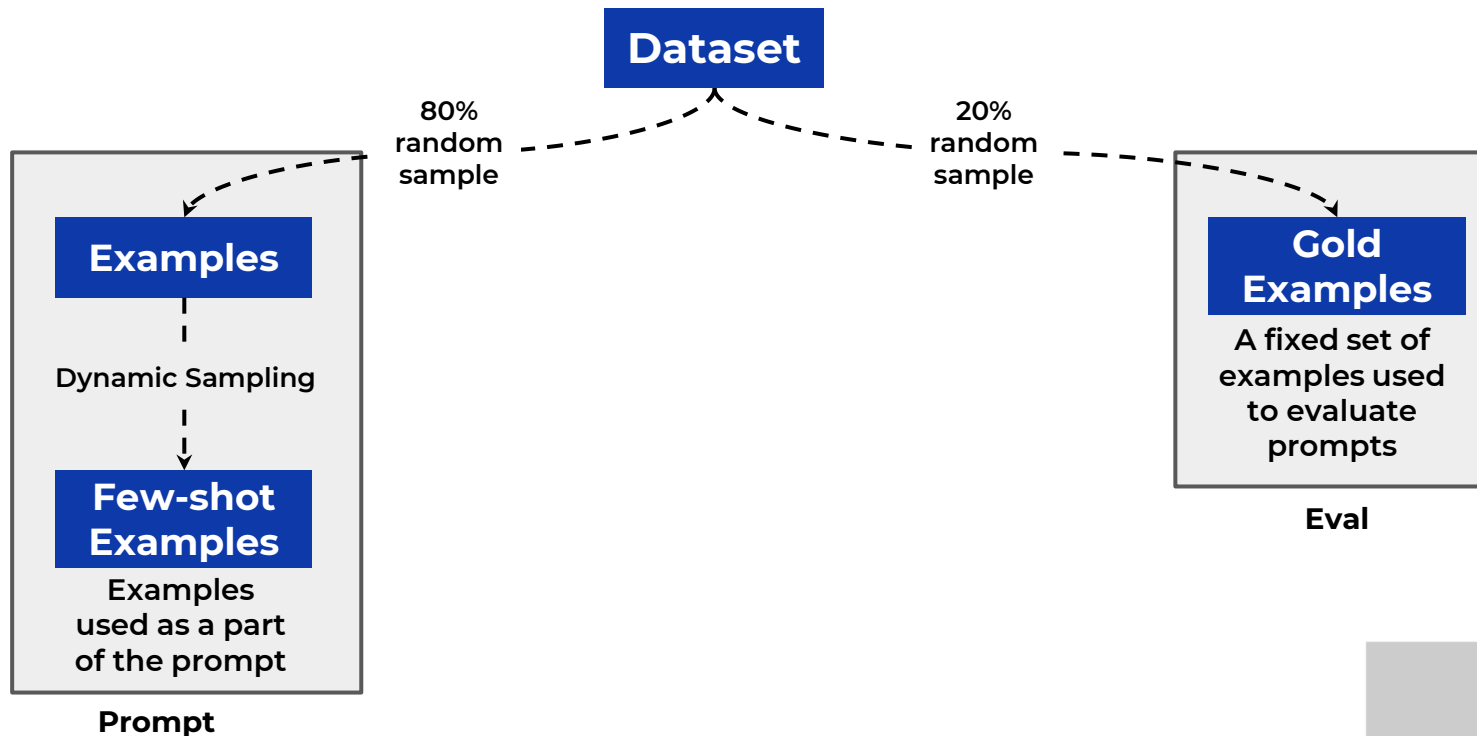 Dataset
80%
random
sample
20%
random
sample
Examples
Dynamic Sampling
Few-shot
Examples
Examples
used as a part
of the prompt
Prompt
Gold
Examples
A fixed set of
examples used
to evaluate
prompts
Eval